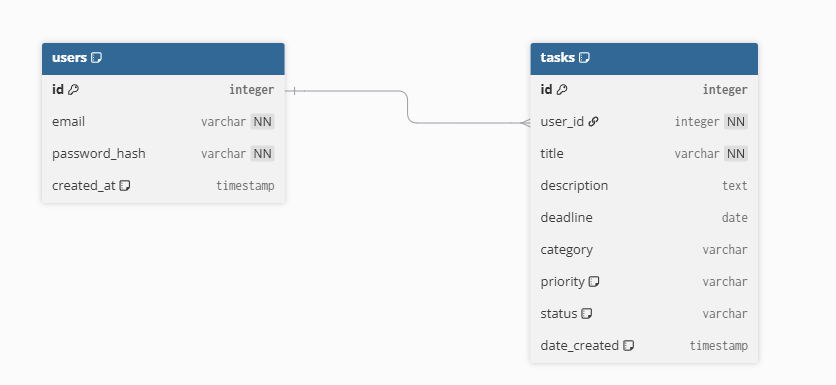 users
id integer
email varchar NN
password_hash varchar NN
created_at timestamp
tasks
id integer
user_id integer NN
title varchar NN
description text
deadline date
category varchar
priority varchar
status varchar
date_created timestamp